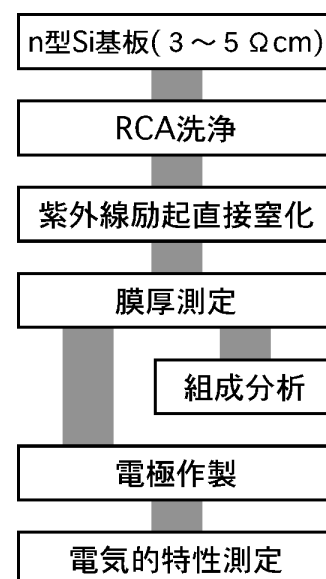 n型Si基板(3～5 Ωcm)
RCA洗浄
紫外線励起直接窒化
膜厚測定
組成分析
電極作製
電気的特性測定